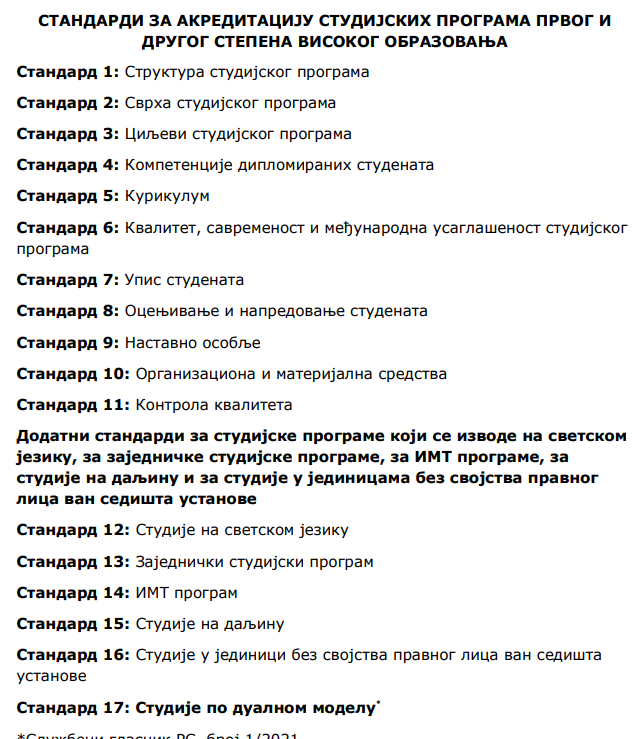 СТАНДАРДИ ЗА АКРЕДИТАЦИЈУ СТУДИЈСКИХ ПРОГРАМА ПРВОГ И
ДРУГОГ СТЕПЕНА ВИСОКОГ ОБРАЗОВАЊА
Стандард 1: Структура студијског програма
Стандард 2: Сврха студијског програма
Стандард 3: Циљеви студијског програма
Стандард 4: Компетенције дипломираних студената
Стандард 5: Курикулум
Стандард 6: Квалитет, савременост и међународна усаглашеност студијског
програма
Стандард 7: Упис студената
Стандард 8: Оцењивање и напредовање студената
Стандард 9: Наставно особље
Стандард 10: Организациона и материјална средства
Стандард 11: Контрола квалитета
Додатни стандарди за студијске програме који се изводе на светском
језику, за заједничке студијске програме, за ИМТ програме, за
студије на даљину и за студије у јединицама без својства правног
лица ван седишта установе
Стандард 12: Студије на светском језику
Стандард 13: Заједнички студијски програм
Стандард 14: ИМТ програм
Стандард 15: Студије на даљину
Стандард 16: Студије у јединици без својства правног лица ван седишта
установе
Стандард 17: Студије по дуалном моделу*
*Службени гласник РС, број 1/2021